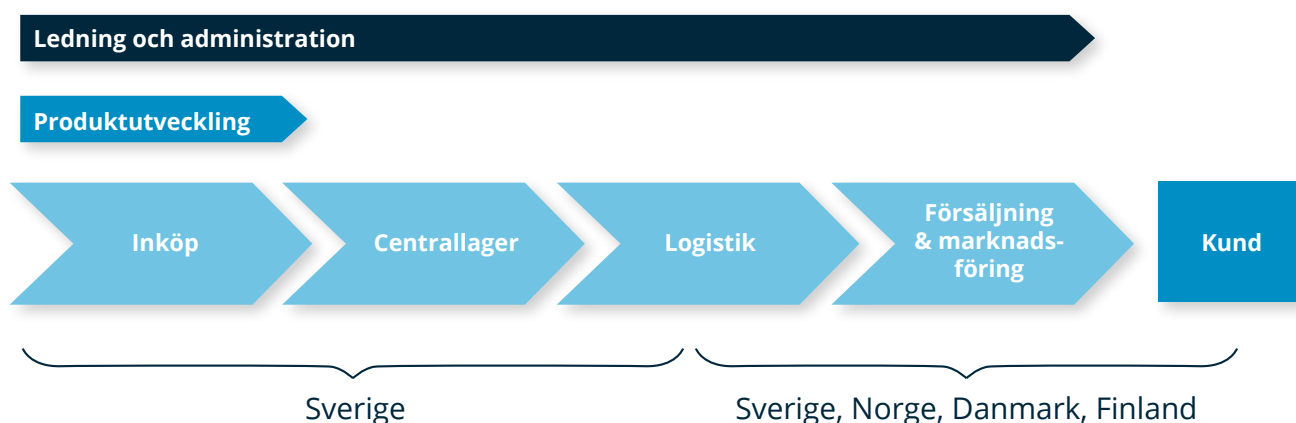 Ledning och administration
Produktutveckling
Inköp
Centrallager
Logistik
Försäljning
& marknads-
föring
Kund
Sverige
Sverige, Norge, Danmark, Finland